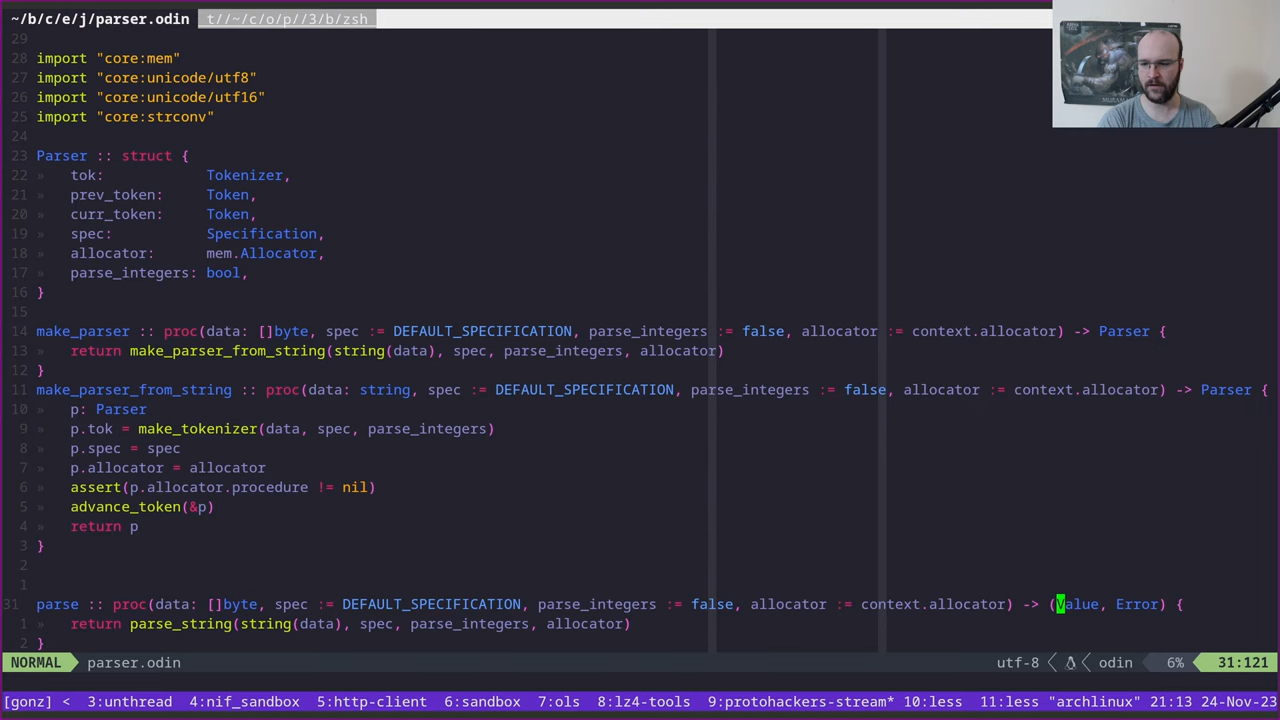 ~/b/c/e/j/parser.odin t//~/c/o/p//3/b/zsh
29
28 import "core:mem"
27 import "core:unicode/utf8"
26 import "core:unicode/utf16"
25 import "core:strconv"
24
23 Parser :: struct {
22 » tok: Tokenizer,
21 » prev_token: Token,
20 » curr_token: Token,
19 » spec: Specification,
18 » allocator: mem.Allocator,
17 » parse_integers: bool,
16 }
15
14 make_parser :: proc(data: []byte, spec := DEFAULT_SPECIFICATION, parse_integers := false, allocator := context.allocator) -> Parser {
13 » return make_parser_from_string(string(data), spec, parse_integers, allocator)
12 }
11 make_parser_from_string :: proc(data: string, spec := DEFAULT_SPECIFICATION, parse_integers := false, allocator := context.allocator) -> Parser {
10 » p: Parser
9 » p.tok = make_tokenizer(data, spec, parse_integers)
8 » p.spec = spec
7 » p.allocator = allocator
6 » assert(p.allocator.procedure != nil)
5 » advance_token(&p)
4 » return p
3 }
2
1
31 parse :: proc(data: []byte, spec := DEFAULT_SPECIFICATION, parse_integers := false, allocator := context.allocator) -> (Value, Error) {
1 » return parse_string(string(data), spec, parse_integers, allocator)
2 }
NORMAL parser.odin utf-8 odin 6% 31:121
[gonz] < 3:unthread 4:nif_sandbox 5:http-client 6:sandbox 7:ols 8:lz4-tools 9:protohackers-stream* 10:less 11:less "archlinux" 21:13 24-Nov-23